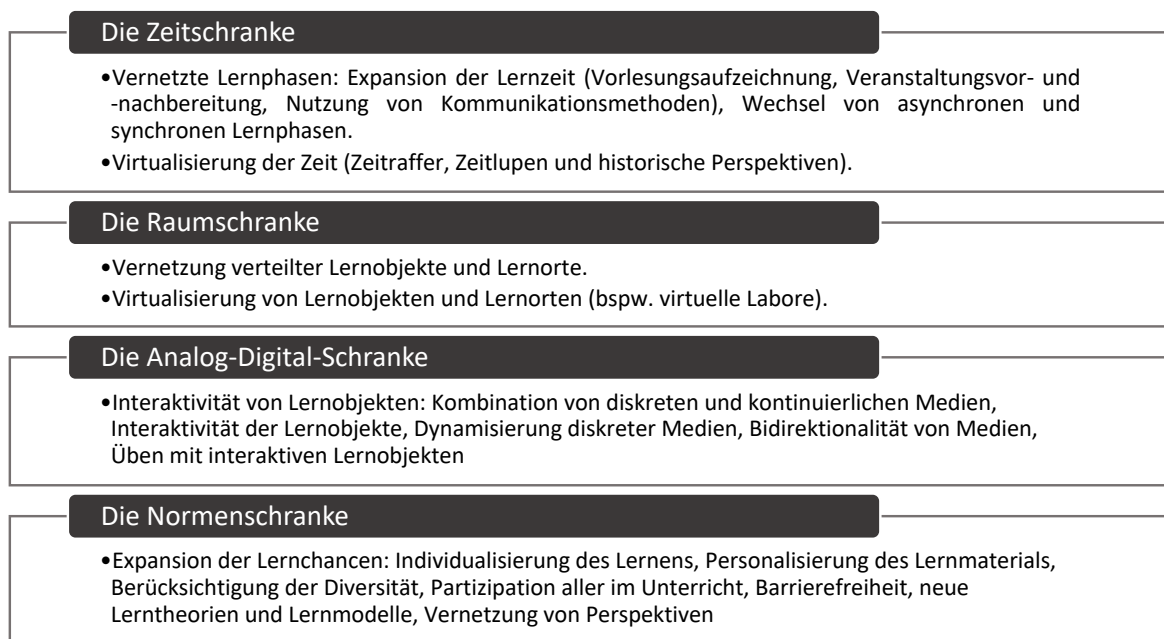 Die Zeitschranke
•Vernetzte Lernphasen: Expansion der Lernzeit (Vorlesungsaufzeichnung, Veranstaltungsvor- und
-nachbereitung, Nutzung von Kommunikationsmethoden), Wechsel von asynchronen und
synchronen Lernphasen.
•Virtualisierung der Zeit (Zeitraffer, Zeitlupen und historische Perspektiven).
Die Raumschranke
•Vernetzung verteilter Lernobjekte und Lernorte.
•Virtualisierung von Lernobjekten und Lernorten (bspw. virtuelle Labore).
Die Analog-Digital-Schranke
•Interaktivität von Lernobjekten: Kombination von diskreten und kontinuierlichen Medien,
Interaktivität der Lernobjekte, Dynamisierung diskreter Medien, Bidirektionalität von Medien,
Üben mit interaktiven Lernobjekten
Die Normenschranke
•Expansion der Lernchancen: Individualisierung des Lernens, Personalisierung des Lernmaterials,
Berücksichtigung der Diversität, Partizipation aller im Unterricht, Barrierefreiheit, neue
Lerntheorien und Lernmodelle, Vernetzung von Perspektiven